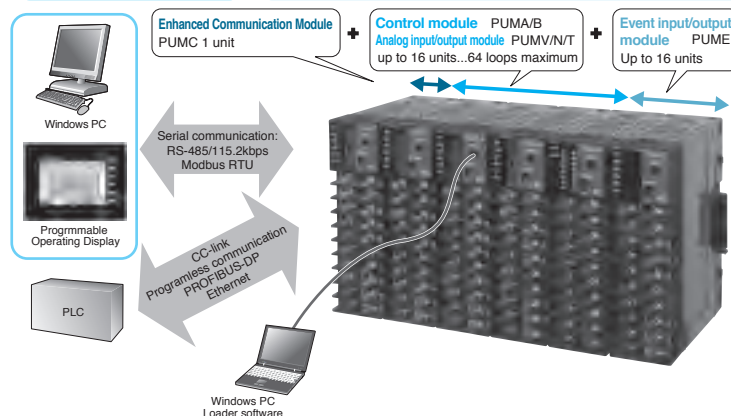 Enhanced Communication Module
PUMC 1 unit
+
Control module PUMA/B
Analog input/output module PUMV/N/T
up to 16 units...64 loops maximum
+
Event input/output
module PUME
Up to 16 units
Windows PC
Serial communication:
RS-485/115.2kbps
Modbus RTU
Progrmmable
Operating Display
CC-link
Programless communication
PROFIBUS-DP
Ethernet
PLC
Windows PC
Loader software